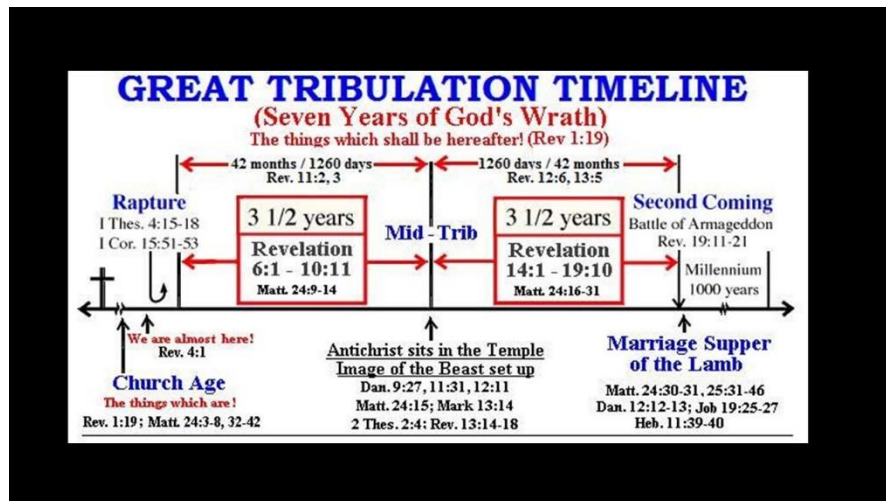 GREAT TRIBULATION TIMELINE
(Seven Years of God's Wrath)
The things which shall be hereafter! (Rev 1:19)
42 months / 1260 days
Rev. 11:2, 3
1260 days / 42 months
Rev. 12:6, 13:5
Rapture
I Thes. 4:15-18
I Cor. 15:51-53
3 1/2 years
Revelation
6:1 - 10:11
Matt. 24:9-14
Mid - Trib
3 1/2 years
Revelation
14:1 - 19:10
Matt. 24:16-31
Second Coming
Battle of Armageddon
Rev. 19:11-21
Millennium
1000 years
We are almost here!
Rev. 4:1
Church Age
The things which are!
Rev. 1:19; Matt. 24:3-8, 32-42
Antichrist sits in the Temple
Image of the Beast set up
Dan. 9:27, 11:31, 12:11
Matt. 24:15; Mark 13:14
2 Thes. 2:4; Rev. 13:14-18
Marriage Supper
of the Lamb
Matt. 24:30-31, 25:31-46
Dan. 12:12-13; Job 19:25-27
Heb. 11:39-40